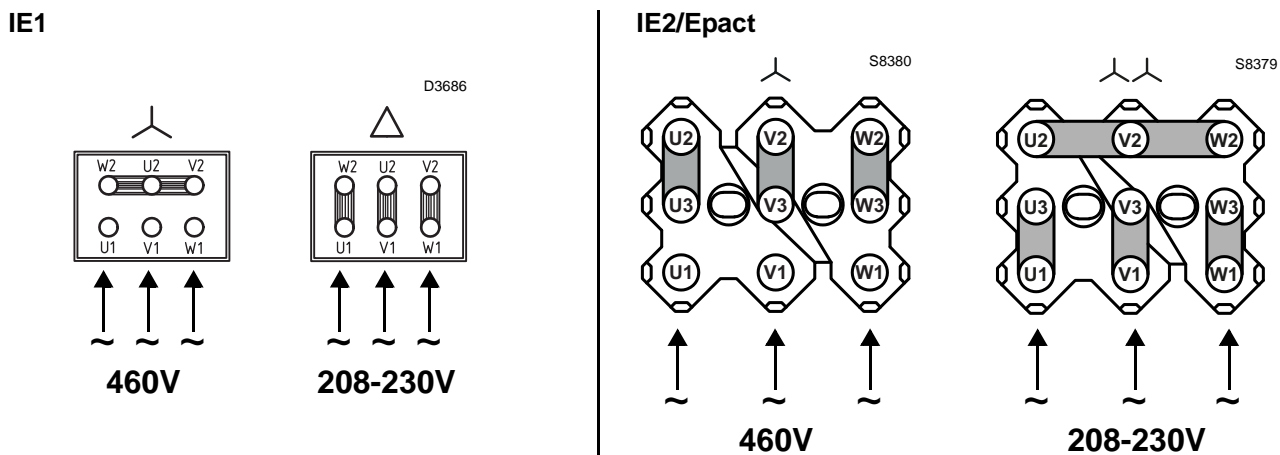 IE1
D3686
W2 U2 V2
U1 V1 W1
~ ~ ~
460V
W2 U2 V2
U1 V1 W1
~ ~ ~
208-230V
IE2/Epact
S8380
U2 V2 W2
U3 V3 W3
U1 V1 W1
~ ~ ~
460V
S8379
U2 V2 W2
U3 V3 W3
U1 V1 W1
~ ~ ~
208-230V